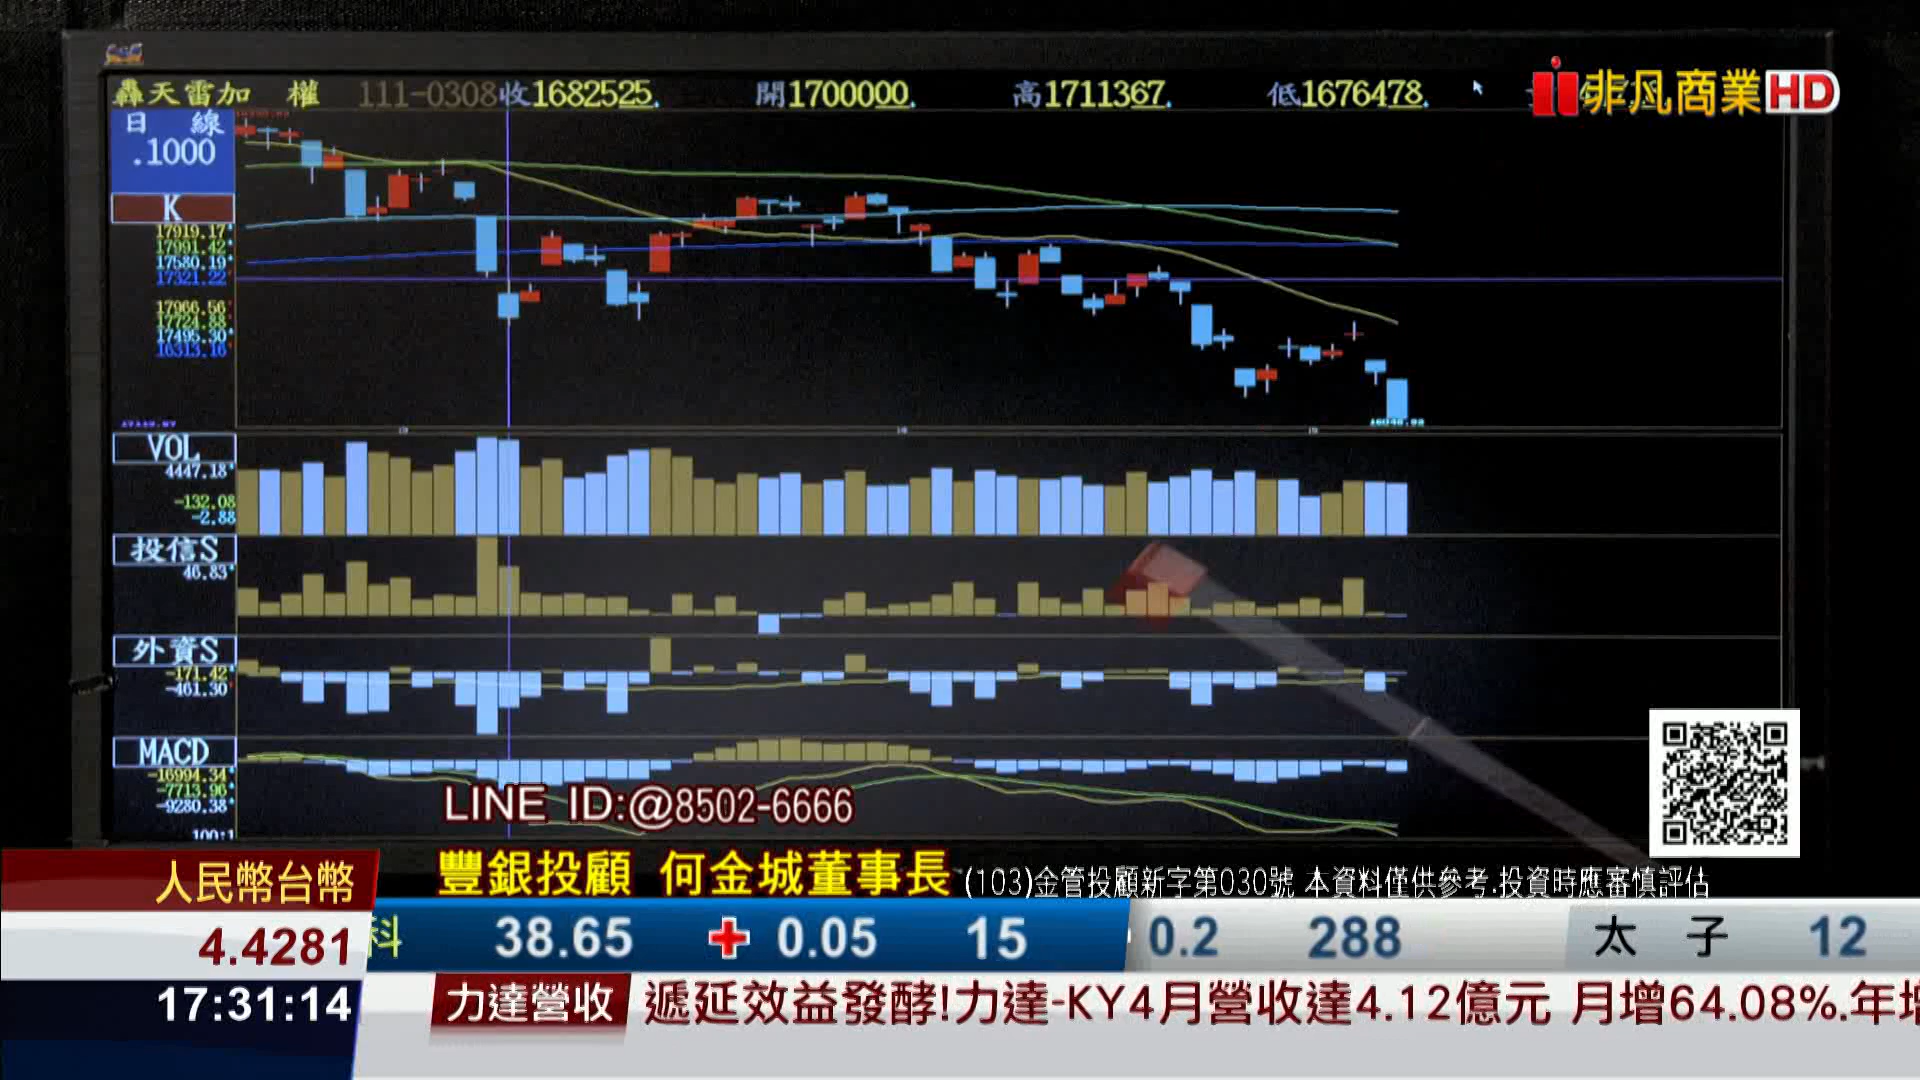 轟天雷加 權 111-0308收1682525. 開1700000. 高1711367. 低1676478.
非凡商業HD
日 線
.1000
K
17919.17
17991.42
17580.19
17321.22
17966.56
17724.88
17495.30
16313.16
VOL
4447.18
-132.08
-2.88
投信S
46.83
外資S
-171.42
-461.30
MACD
-16994.34
-7713.96
-9280.38
100:1
LINE ID:@8502-6666
豐銀投顧 何金城董事長 (103)金管投顧新字第030號 本資料僅供參考.投資時應審慎評估
人民幣台幣
4.4281
科 38.65 + 0.05 15 0.2 288 太 子 12
17:31:14
力達營收 遞延效益發酵!力達-KY4月營收達4.12億元 月增64.08%.年增